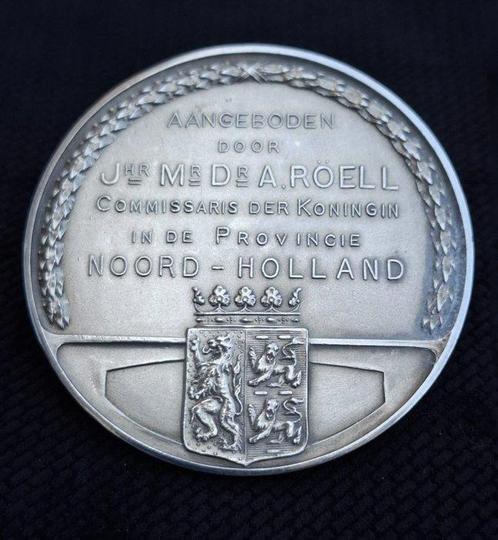 AANGEBODEN
DOOR
JHR MR DR A. RÖELL
COMMISSARIS DER KONINGIN
IN DE PROVINCIE
NOORD-HOLLAND